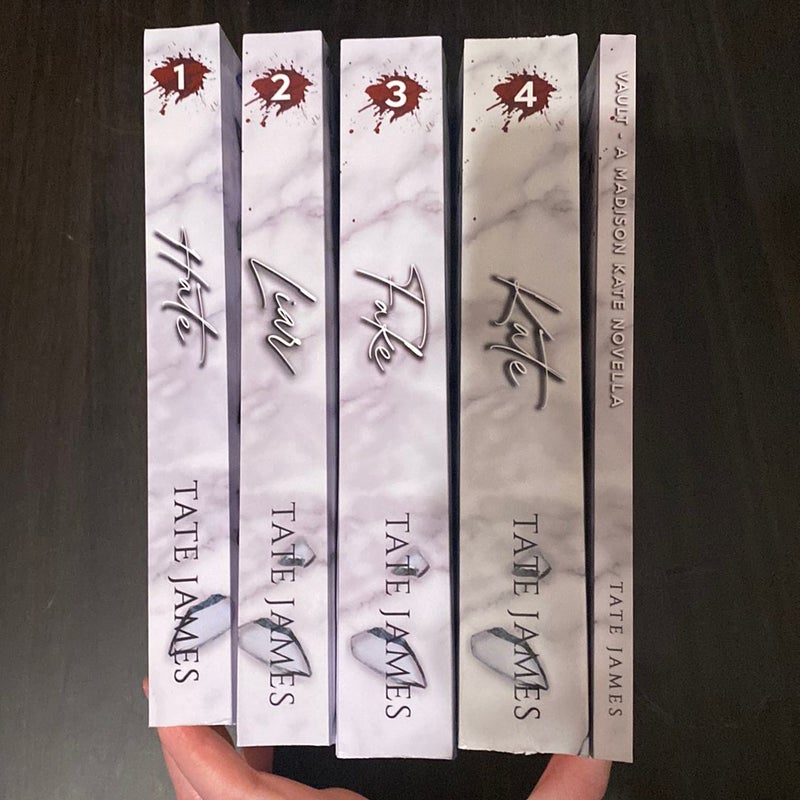 1
Hate
TATE JAMES
2
Liar
TATE JAMES
3
Fake
TATE JAMES
4
Kate
TATE JAMES
VAULT - A MADISON KATE NOVELLA
TATE JAMES